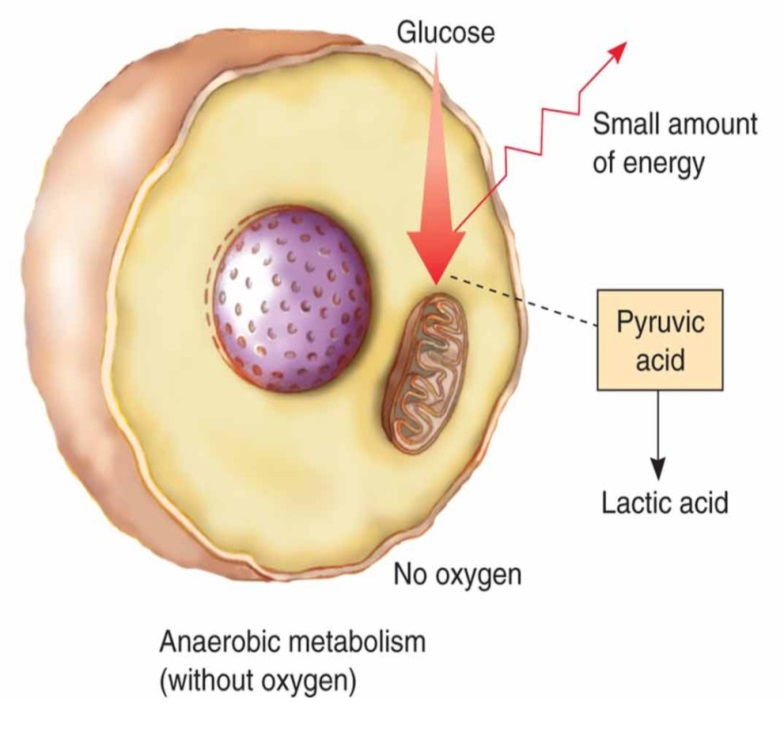 Glucose
Small amount
of energy
Pyruvic
acid
Lactic acid
No oxygen
Anaerobic metabolism
(without oxygen)